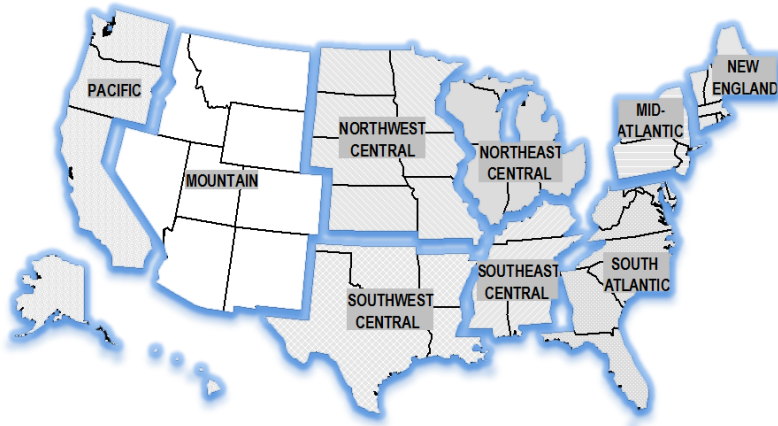 PACIFIC
MOUNTAIN
NORTHWEST
CENTRAL
SOUTHWEST
CENTRAL
NORTHEAST
CENTRAL
SOUTHEAST
CENTRAL
MID-
ATLANTIC
SOUTH
ATLANTIC
NEW
ENGLAND